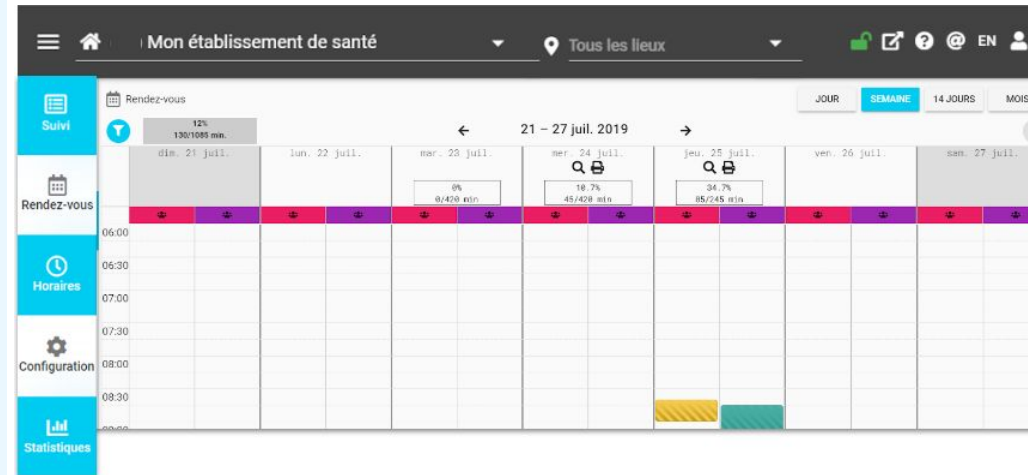 Mon établissement de santé
Tous les lieux
EN
Suivi
Rendez-vous
Horaires
Configuration
Statistiques
Rendez-vous
JOUR SEMAINE 14 JOURS MOIS
12%
130/1085 min.
21 – 27 juil. 2019
dim. 21 juil. lun. 22 juil. mar. 23 juil. mer. 24 juil. jeu. 25 juil. ven. 26 juil. sam. 27 juil.
0% 10.7% 34.7%
0/420 min 45/420 min 85/245 min
06:00
06:30
07:00
07:30
08:00
08:30